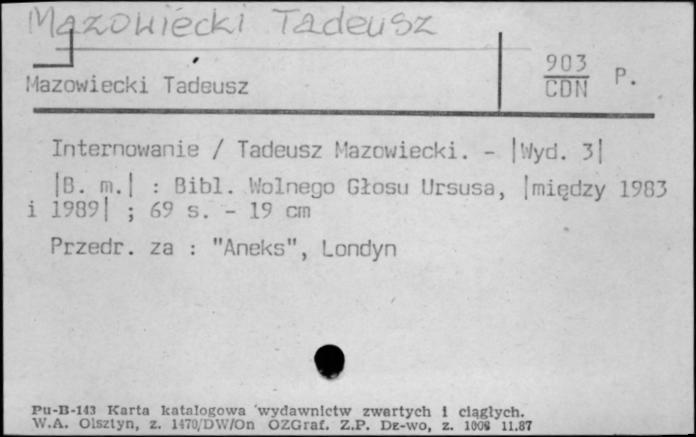 Mazowiecki Tadeusz
Mazowiecki Tadeusz
903
CDN
P.
Internowanie / Tadeusz Mazowiecki. - |Wyd. 3|
|B. m.| : Bibl. Wolnego Głosu Ursusa, |między 1983
i 1989| ; 69 s. - 19 cm
Przedr. za : "Aneks", Londyn
Pu-B-143 Karta katalogowa wydawnictw zwartych i ciągłych.
W.A. Olsztyn, z. 1470/DW/On OZGraf. Z.P. Dz-wo, z. 1008 11.87